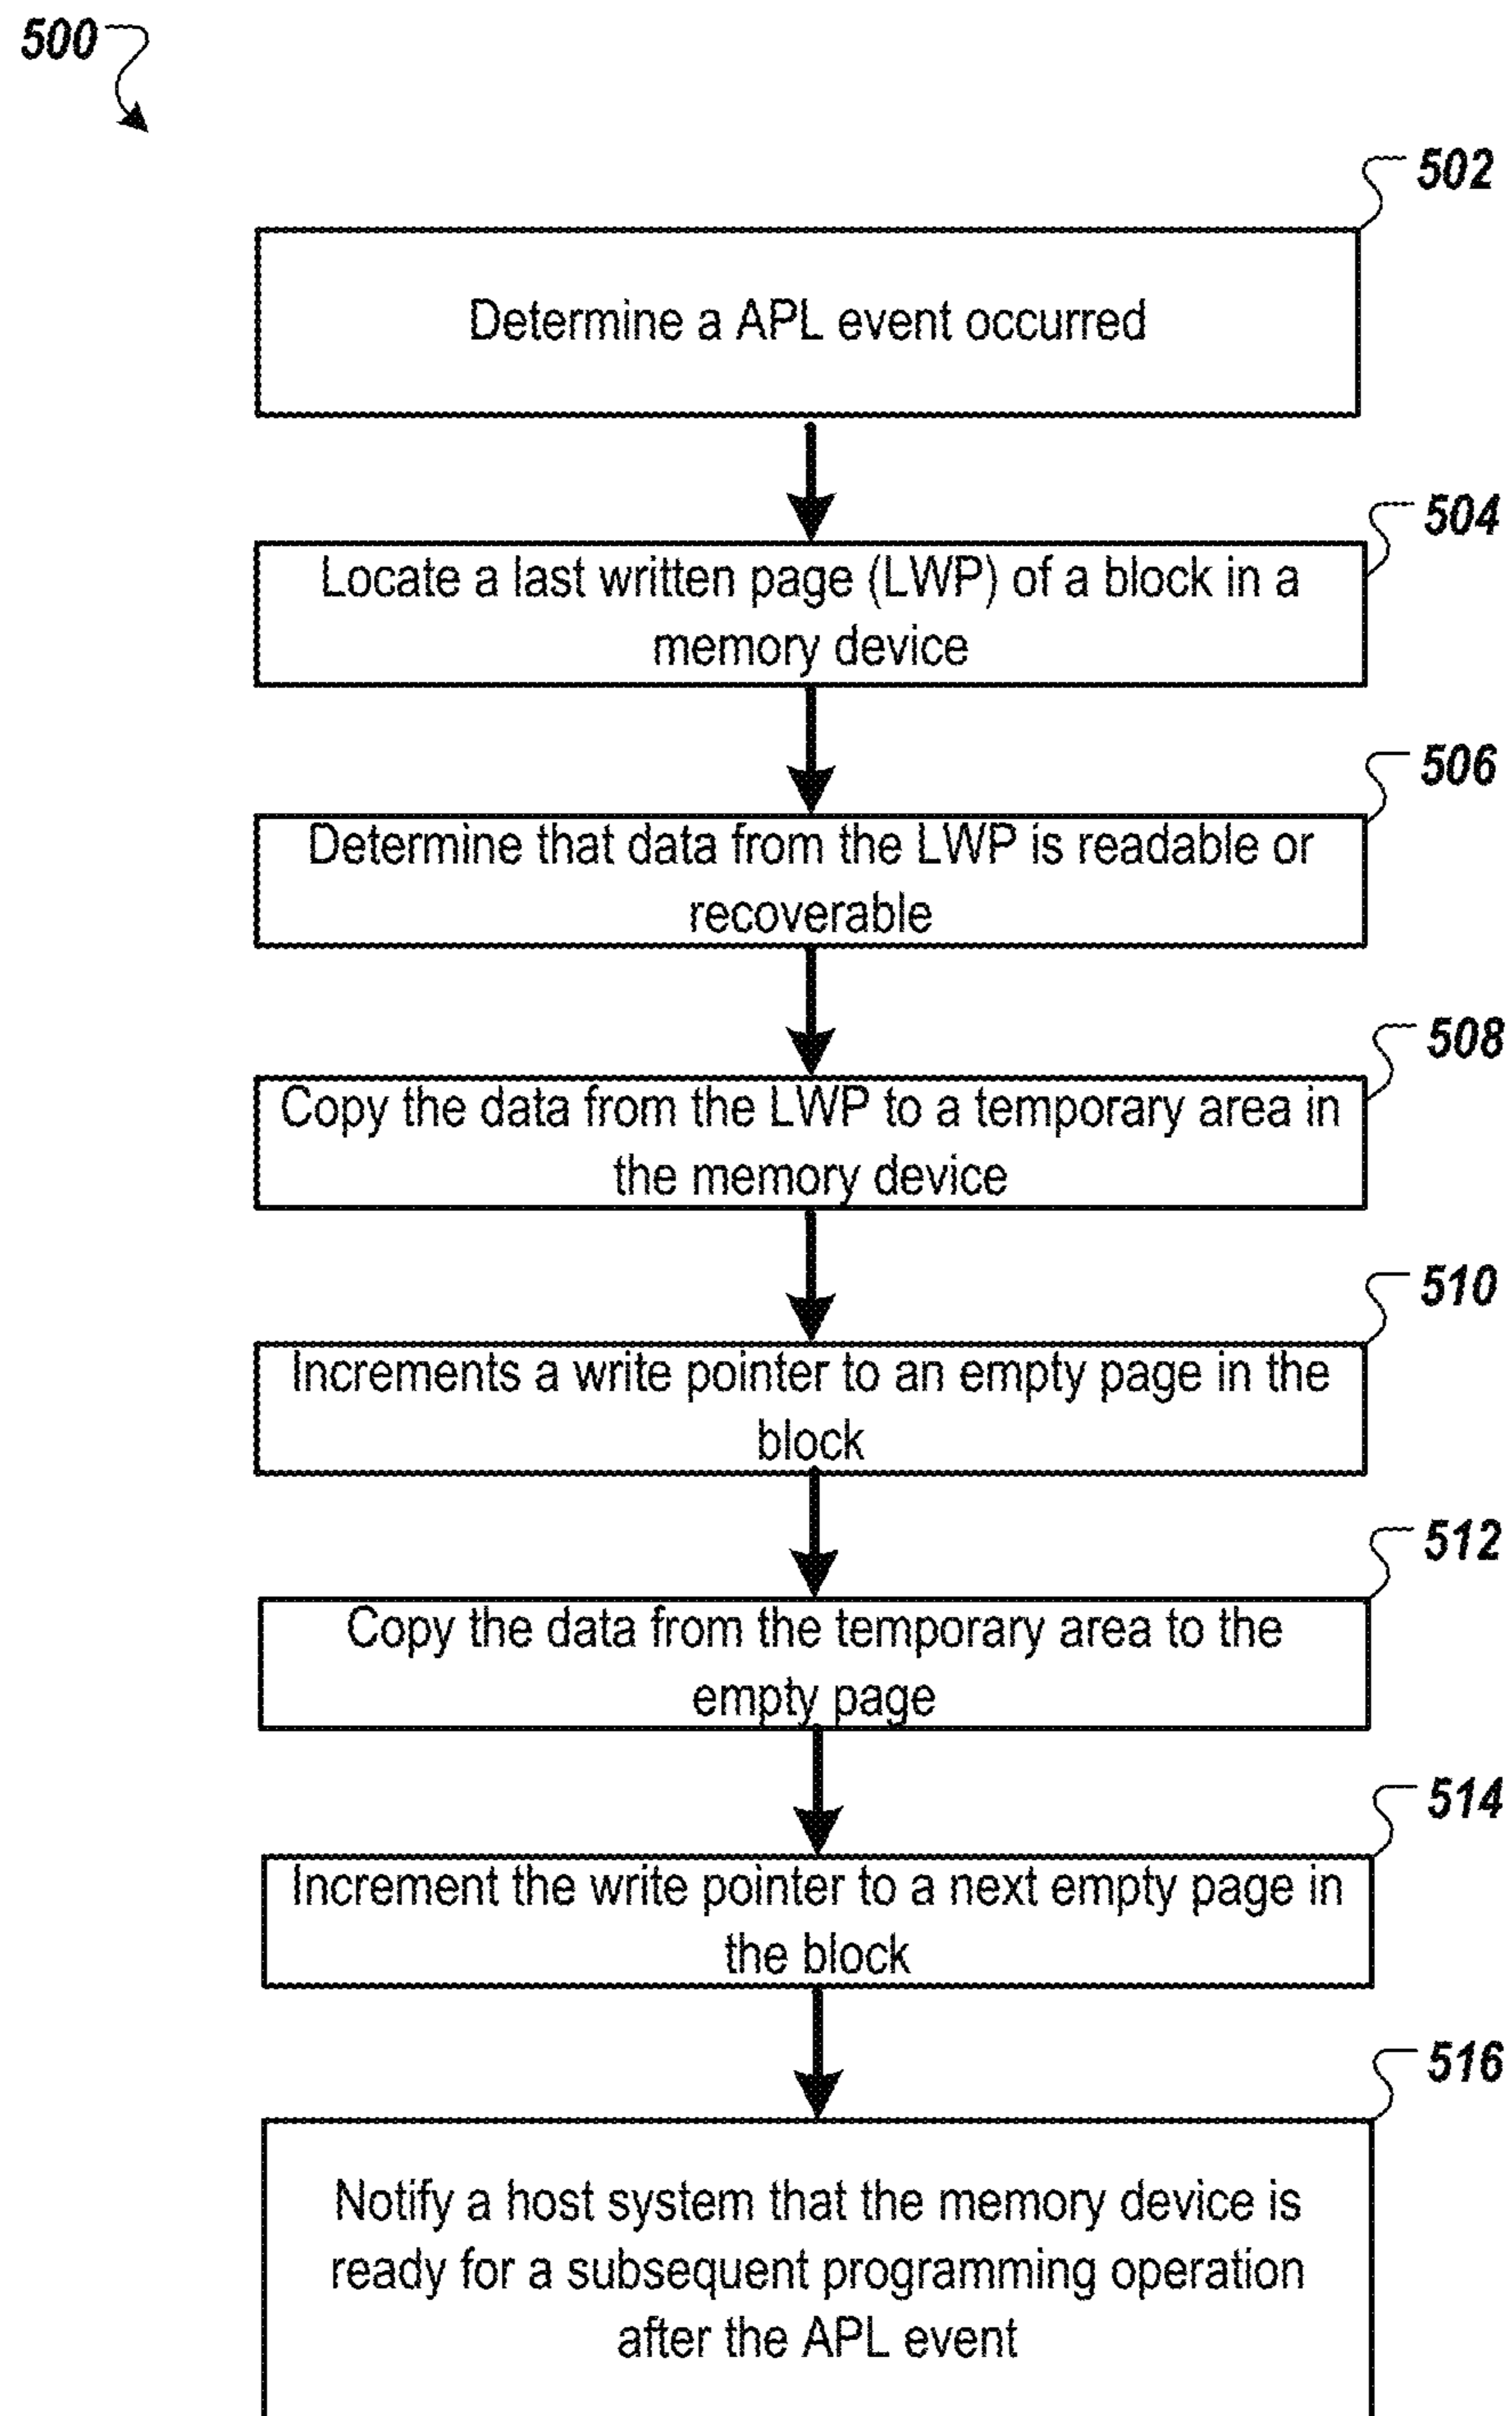 500
502
Determine a APL event occurred
504
Locate a last written page (LWP) of a block in a
memory device
506
Determine that data from the LWP is readable or
recoverable
508
Copy the data from the LWP to a temporary area in
the memory device
510
Increments a write pointer to an empty page in the
block
512
Copy the data from the temporary area to the
empty page
514
Increment the write pointer to a next empty page in
the block
516
Notify a host system that the memory device is
ready for a subsequent programming operation
after the APL event